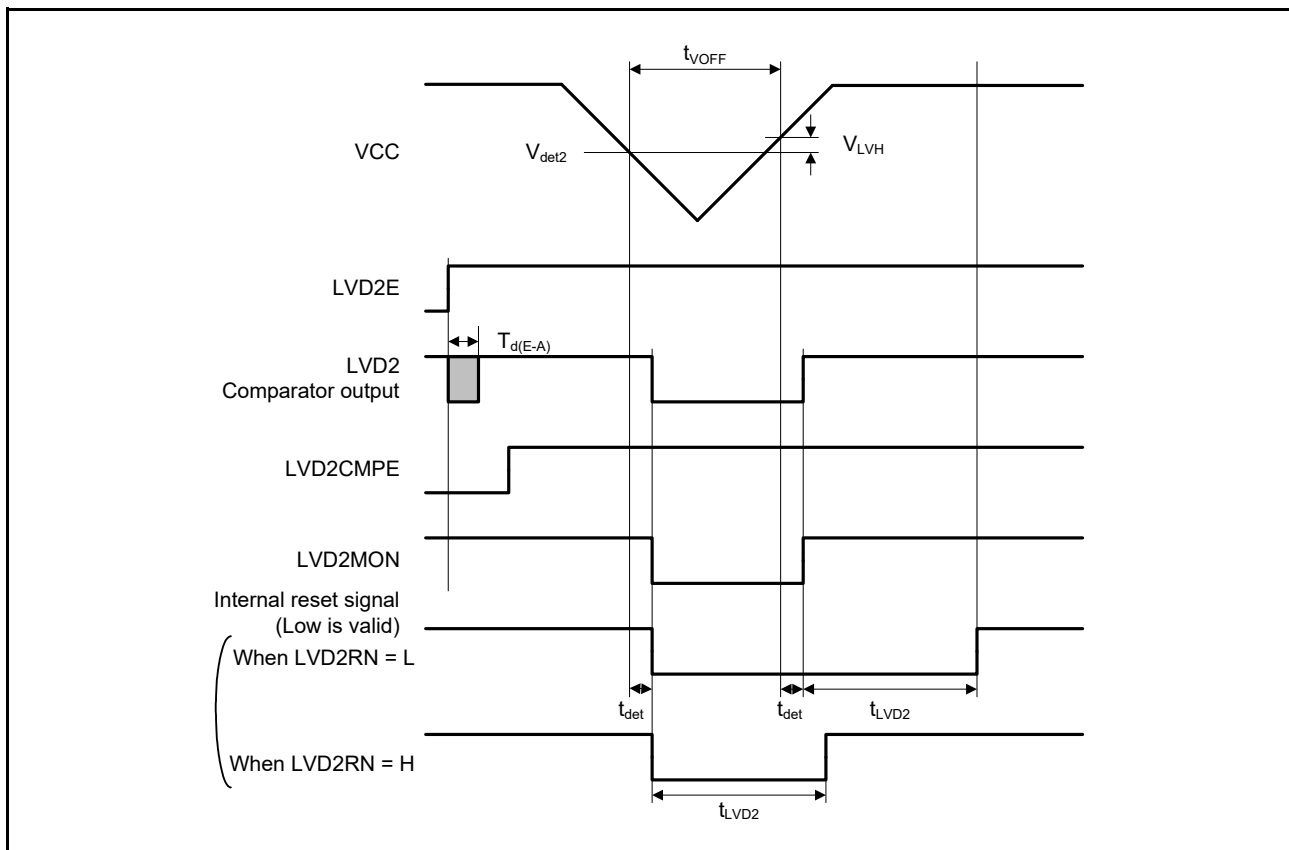 tVOFF
VCC
Vdet2
VLVH
LVD2E
Td(E-A)
LVD2
Comparator output
LVD2CMPE
LVD2MON
Internal reset signal
(Low is valid)
When LVD2RN = L
tdet
tdet
tLVD2
When LVD2RN = H
tLVD2